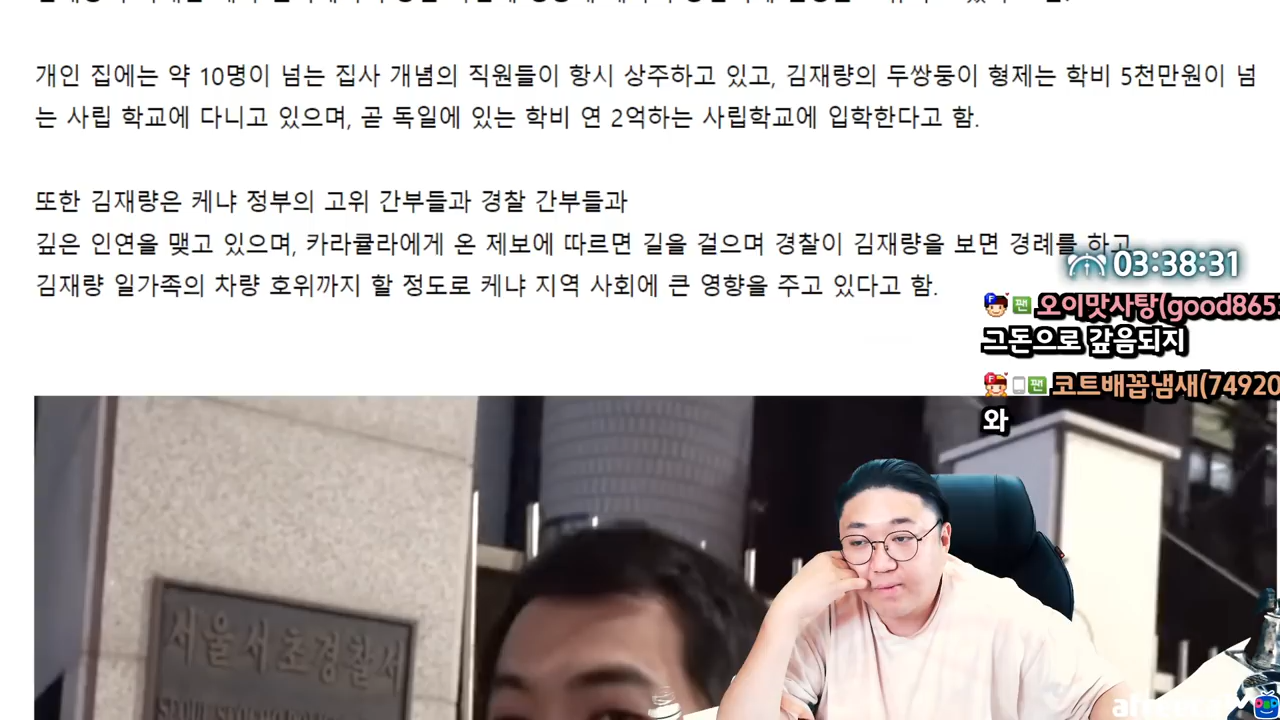 개인 집에는 약 10명이 넘는 집사 개념의 직원들이 항시 상주하고 있고, 김재량의 두쌍둥이 형제는 학비 5천만원이 넘
는 사립 학교에 다니고 있으며, 곧 독일에 있는 학비 연 2억하는 사립학교에 입학한다고 함.
또한 김재량은 케냐 정부의 고위 간부들과 경찰 간부들과
깊은 인연을 맺고 있으며, 카라큘라에게 온 제보에 따르면 길을 걸으며 경찰이 김재량을 보면 경례를 하고
김재량 일가족의 차량 호위까지 할 정도로 케냐 지역 사회에 큰 영향을 주고 있다고 함.
03:38:31
F 팬 오이맛사탕(good865
그돈으로 갚음되지
F 팬 코트배꼽냄새(74920
와
서울서초경찰서